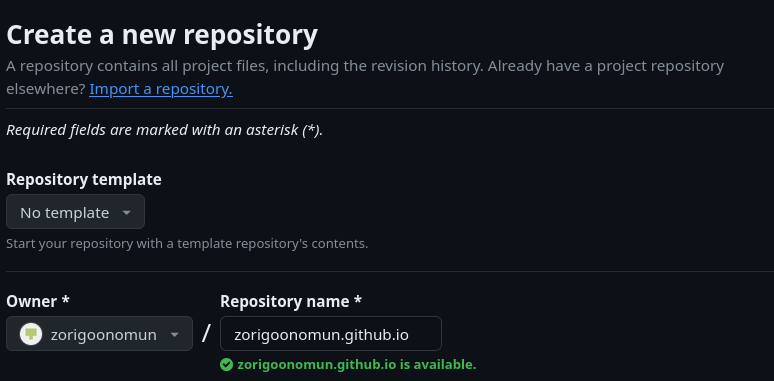 Create a new repository
A repository contains all project files, including the revision history. Already have a project repository
elsewhere? Import a repository.
Required fields are marked with an asterisk (*).
Repository template
No template
Start your repository with a template repository's contents.
Owner *
Repository name *
zorigoonomun
/
zorigoonomun.github.io
zorigoonomun.github.io is available.